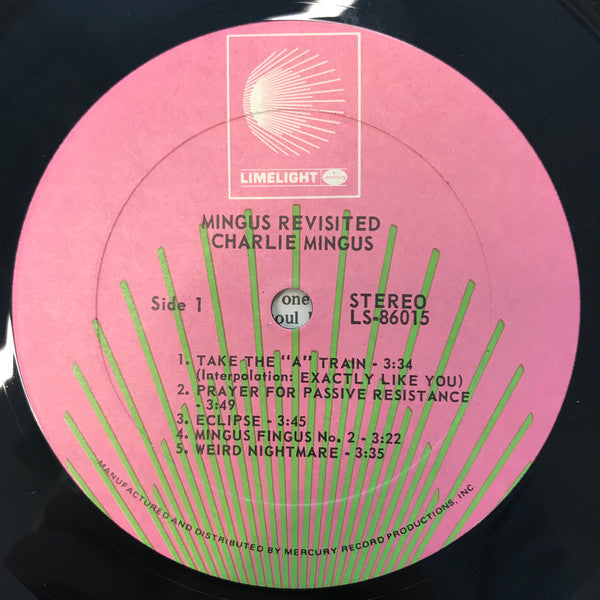 LIMELIGHT
MINGUS REVISITED
CHARLIE MINGUS
Side 1
one
oul
STEREO
LS-86015
1. TAKE THE "A" TRAIN - 3:34
(Interpolation: EXACTLY LIKE YOU)
2. PRAYER FOR PASSIVE RESISTANCE
- 3:49
3. ECLIPSE - 3:45
4. MINGUS FINGUS No. 2 - 3:22
5. WEIRD NIGHTMARE - 3:35
MANUFACTURED AND DISTRIBUTED BY MERCURY RECORD PRODUCTIONS, INC.